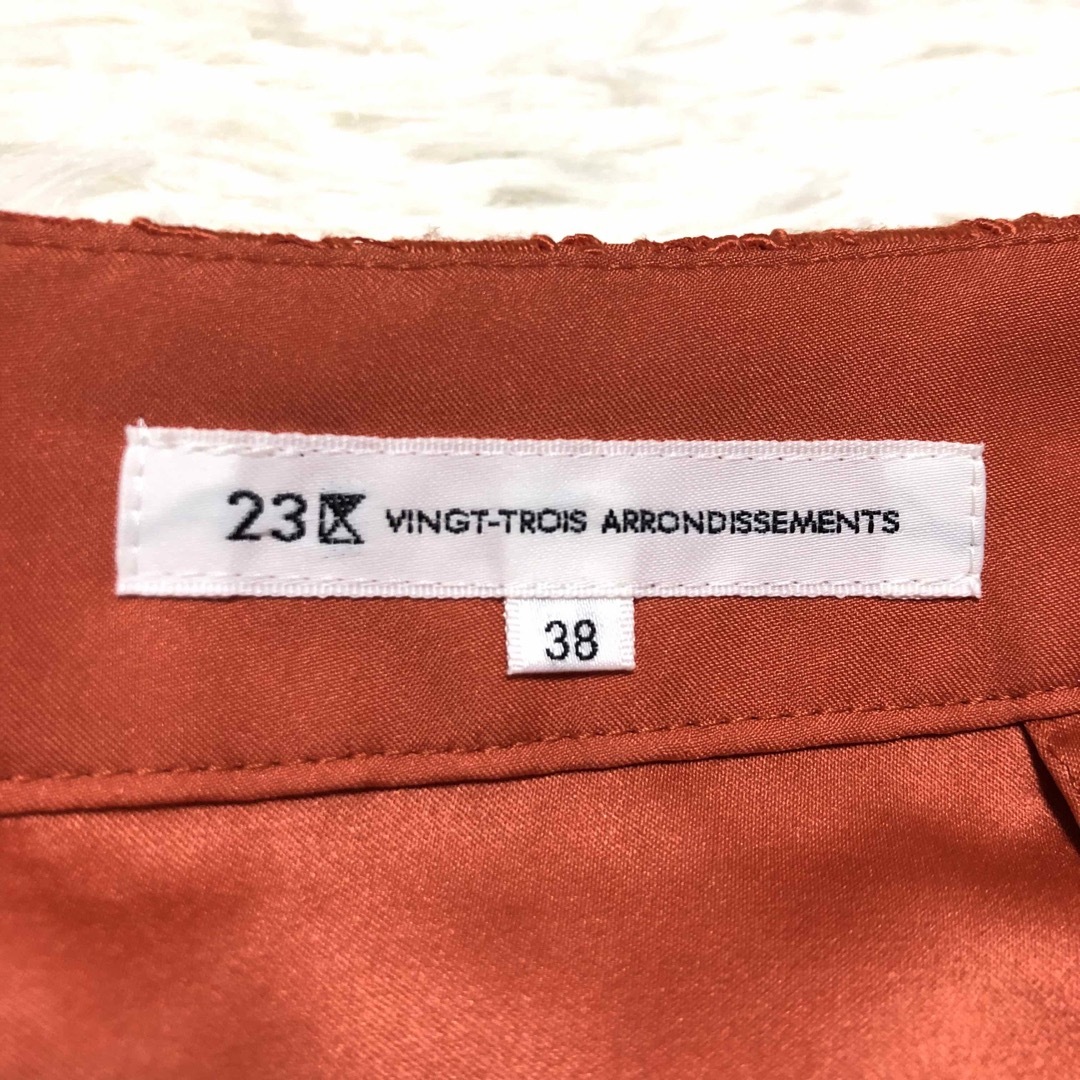 23区 VINGT-TROIS ARRONDISSEMENTS
38